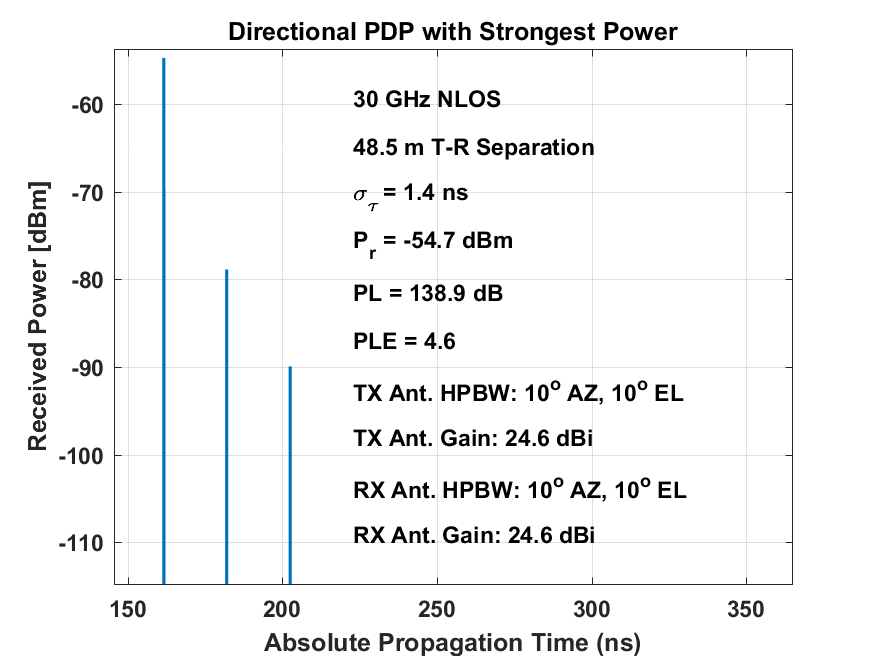 Directional PDP with Strongest Power
Received Power [dBm]
-60
-70
-80
-90
-100
-110
30 GHz NLOS
48.5 m T-R Separation
σ_τ = 1.4 ns
P_r = -54.7 dBm
PL = 138.9 dB
PLE = 4.6
TX Ant. HPBW: 10° AZ, 10° EL
TX Ant. Gain: 24.6 dBi
RX Ant. HPBW: 10° AZ, 10° EL
RX Ant. Gain: 24.6 dBi
150 200 250 300 350
Absolute Propagation Time (ns)